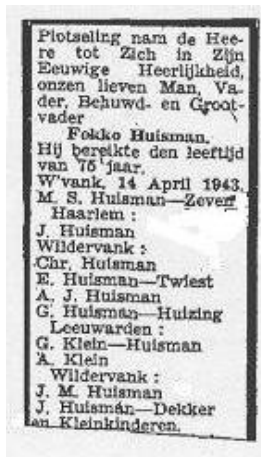 Plotseling nam de Hee-
re tot Zich in Zijn
Eeuwige Heerlijkheid,
onzen lieven Man, Va-
der, Behuwd- en Groot-
vader
Fokko Huisman.
Hij bereikte den leeftijd
van 75 jaar.
W'vank, 14 April 1943.
M. S. Huisman—Zeven
Haarlem :
J. Huisman
Wildervank :
Chr. Huisman
E. Huisman—Twiest
A. J. Huisman
G. Huisman—Huizing
Leeuwarden :
G. Klein—Huisman
A. Klein
Wildervank :
J. M. Huisman
J. Huisman—Dekker
en Kleinkinderen.